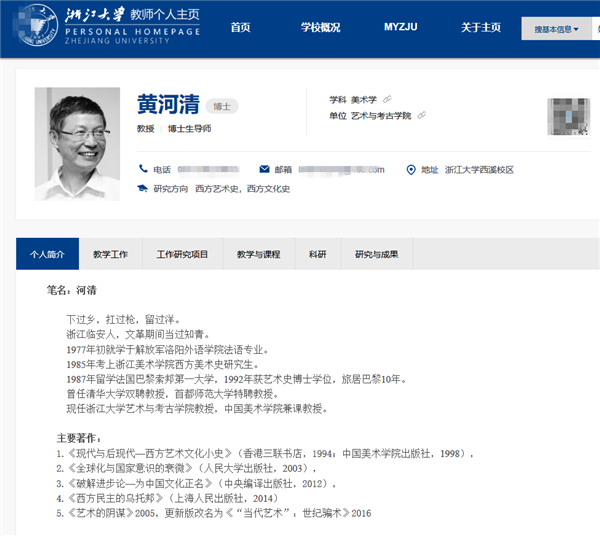 浙江大学 教师个人主页
PERSONAL HOMEPAGE
ZHEJIANG UNIVERSITY
首页 学校概况 MYZJU 关于主页 搜基本信息
黄河清 博士
教授 博士生导师
学科 美术学
单位 艺术与考古学院
电话 邮箱 .com 地址 浙江大学西溪校区
研究方向 西方艺术史，西方文化史
个人简介 教学工作 工作研究项目 教学与课程 科研 研究与成果
笔名：河清
下过乡，扛过枪，留过洋。
浙江临安人，文革期间当过知青。
1977年初就学于解放军洛阳外语学院法语专业。
1985年考上浙江美术学院西方美术史研究生。
1987年留学法国巴黎索邦第一大学，1992年获艺术史博士学位，旅居巴黎10年。
曾任清华大学双聘教授，首都师范大学特聘教授。
现任浙江大学艺术与考古学院教授，中国美术学院兼课教授。
主要著作：
1.《现代与后现代—西方艺术文化小史》（香港三联书店，1994；中国美术学院出版社，1998），
2.《全球化与国家意识的衰微》（人民大学出版社，2003），
3.《破解进步论—为中国文化正名》（中央编译出版社，2012），
4.《西方民主的乌托邦》（上海人民出版社，2014）
5.《艺术的阴谋》2005，更新版改名为《“当代艺术”：世纪骗术》2016